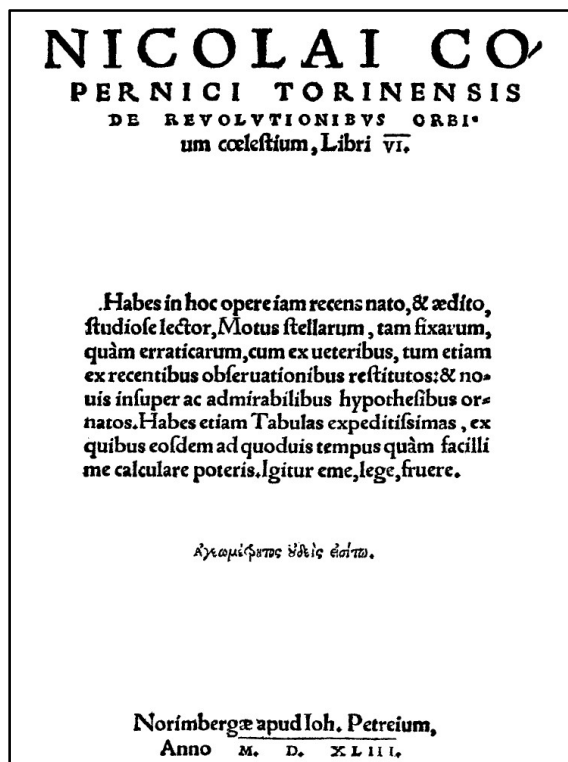 NICOLAI CO
PERNICI TORINENSIS
DE REVOLVTIONIBVS ORBI-
um cœleſtium, Libri VI.
.Habes in hoc opere iam recens nato, & ædito,
ſtudioſe lector, Motus ſtellarum, tam fixarum,
quàm erraticarum, cum ex ueteribus, tum etiam
ex recentibus obſeruationibus reſtitutos: & no-
uis inſuper ac admirabilibus hypotheſibus or-
natos. Habes etiam Tabulas expeditiſsimas, ex
quibus eoſdem ad quoduis tempus quàm facilli
me calculare poteris. Igitur eme, lege, fruere.
Ἀγεωμέτρητος οὐδεὶς εἰσίτω.
Norimbergæ apud Ioh. Petreium,
Anno M. D. XLIII.